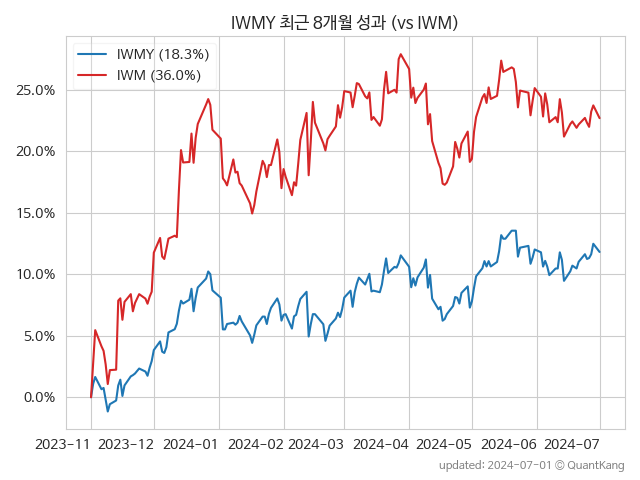 IWMY 최근 8개월 성과 (vs IWM)
IWMY (18.3%)
IWM (36.0%)
25.0%
20.0%
15.0%
10.0%
5.0%
0.0%
2023-11 2023-12 2024-01 2024-02 2024-03 2024-04 2024-05 2024-06 2024-07
updated: 2024-07-01 © QuantKang